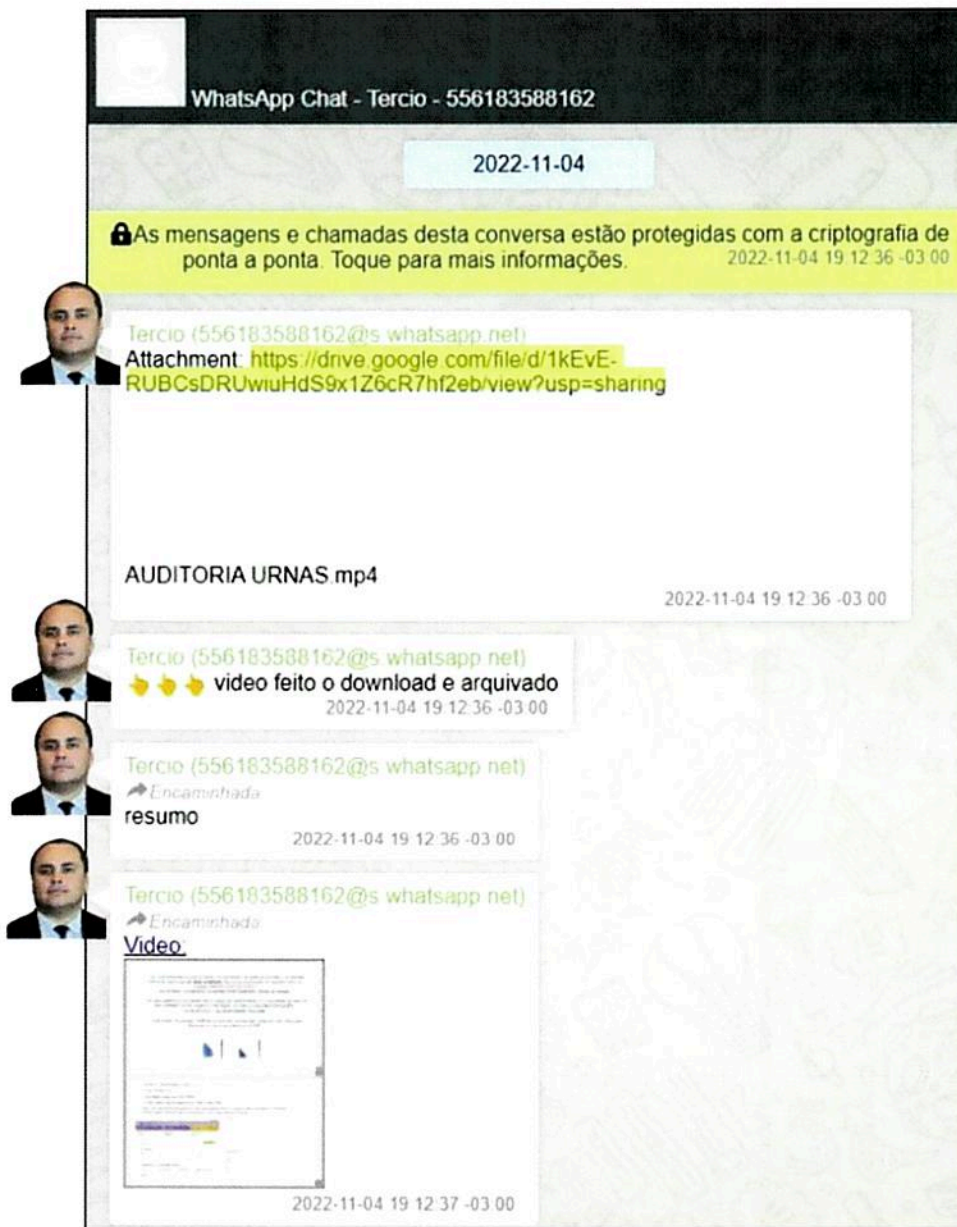 WhatsApp Chat - Tercio - 556183588162
2022-11-04
As mensagens e chamadas desta conversa estão protegidas com a criptografia de
ponta a ponta. Toque para mais informações. 2022-11-04 19:12:36 -03:00
Tercio (556183588162@s.whatsapp.net)
Attachment: https://drive.google.com/file/d/1kEvE-
RUBCsDRUwiuHdS9x1Z6cR7hf2eb/view?usp=sharing
AUDITORIA URNAS.mp4
2022-11-04 19:12:36 -03:00
Tercio (556183588162@s.whatsapp.net)
👆👆👆 video feito o download e arquivado
2022-11-04 19:12:36 -03:00
Tercio (556183588162@s.whatsapp.net)
Encaminhada
resumo
2022-11-04 19:12:36 -03:00
Tercio (556183588162@s.whatsapp.net)
Encaminhada
Video:
2022-11-04 19:12:37 -03:00